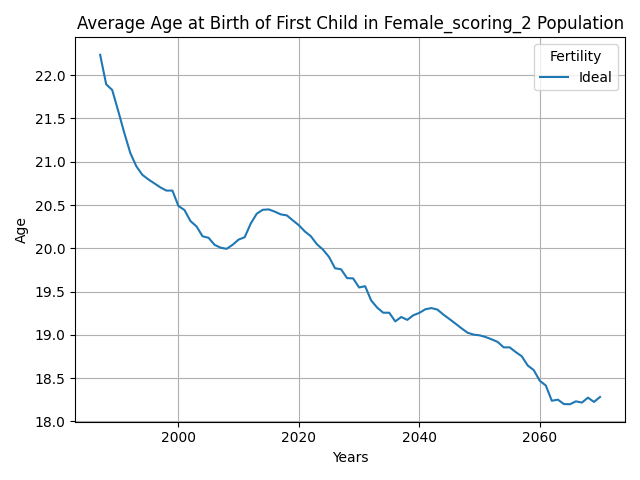 Average Age at Birth of First Child in Female_scoring_2 Population
Fertility
Ideal
22.0
21.5
21.0
20.5
20.0
19.5
19.0
18.5
18.0
Age
2000
2020
2040
2060
Years